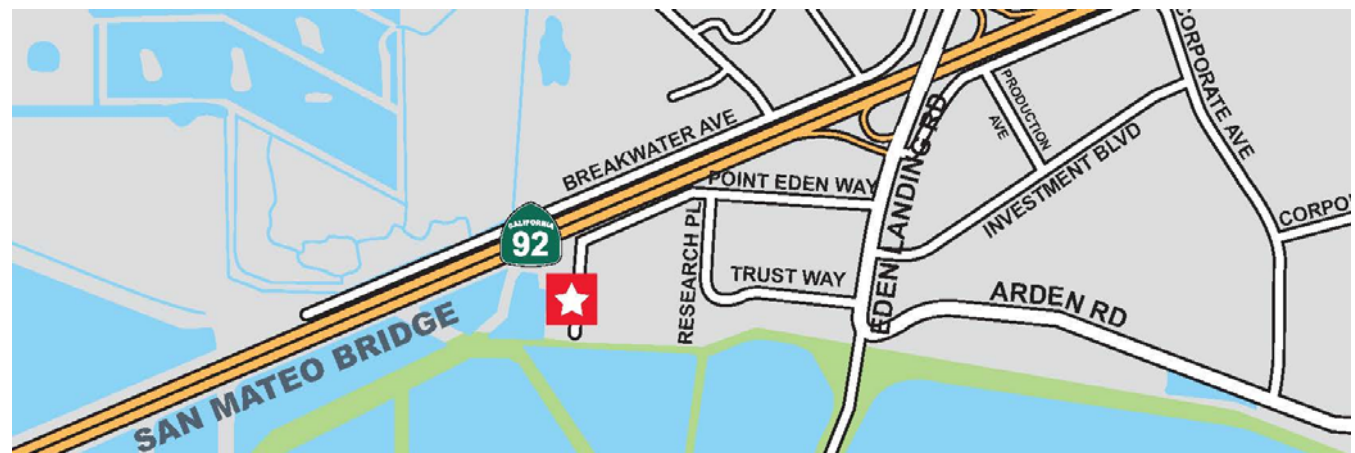 CORPORATE AVE
PRODUCTION
AVE
BREAKWATER AVE
EDEN LANDING RD
INVESTMENT BLVD
POINT EDEN WAY
CORPO
RESEARCH PL
CALIFORNIA
92
TRUST WAY
ARDEN RD
SAN MATEO BRIDGE